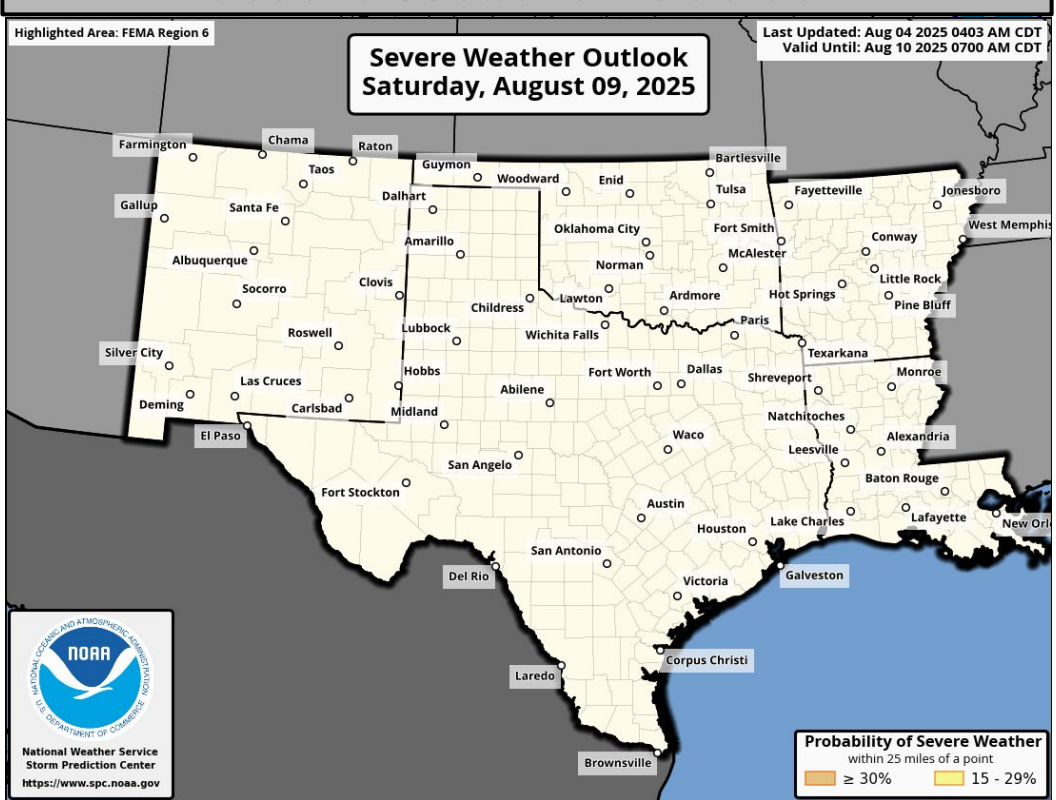 Highlighted Area: FEMA Region 6
Severe Weather Outlook
Saturday, August 09, 2025
Last Updated: Aug 04 2025 0403 AM CDT
Valid Until: Aug 10 2025 0700 AM CDT
Farmington
Chama
Raton
Taos
Guymon
Woodward
Enid
Bartlesville
Tulsa
Fayetteville
Jonesboro
Gallup
Santa Fe
Dalhart
Oklahoma City
Fort Smith
West Memphis
Albuquerque
Amarillo
Norman
McAlester
Conway
Socorro
Clovis
Childress
Lawton
Ardmore
Hot Springs
Little Rock
Pine Bluff
Roswell
Lubbock
Wichita Falls
Paris
Texarkana
Silver City
Las Cruces
Hobbs
Abilene
Fort Worth
Dallas
Shreveport
Monroe
Deming
Carlsbad
Midland
Natchitoches
El Paso
San Angelo
Waco
Leesville
Alexandria
Fort Stockton
Baton Rouge
Austin
Houston
Lake Charles
Lafayette
New Orl
San Antonio
Del Rio
Victoria
Galveston
Laredo
Corpus Christi
Brownsville
NATIONAL OCEANIC AND ATMOSPHERIC ADMINISTRATION
NOAA
U.S. DEPARTMENT OF COMMERCE
National Weather Service
Storm Prediction Center
https://www.spc.noaa.gov
Probability of Severe Weather
within 25 miles of a point
≥ 30%
15 - 29%